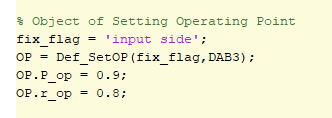 % Object of Setting Operating Point
fix_flag = 'input side';
OP = Def_SetOP(fix_flag,DAB3);
OP.P_op = 0.9;
OP.r_op = 0.8;